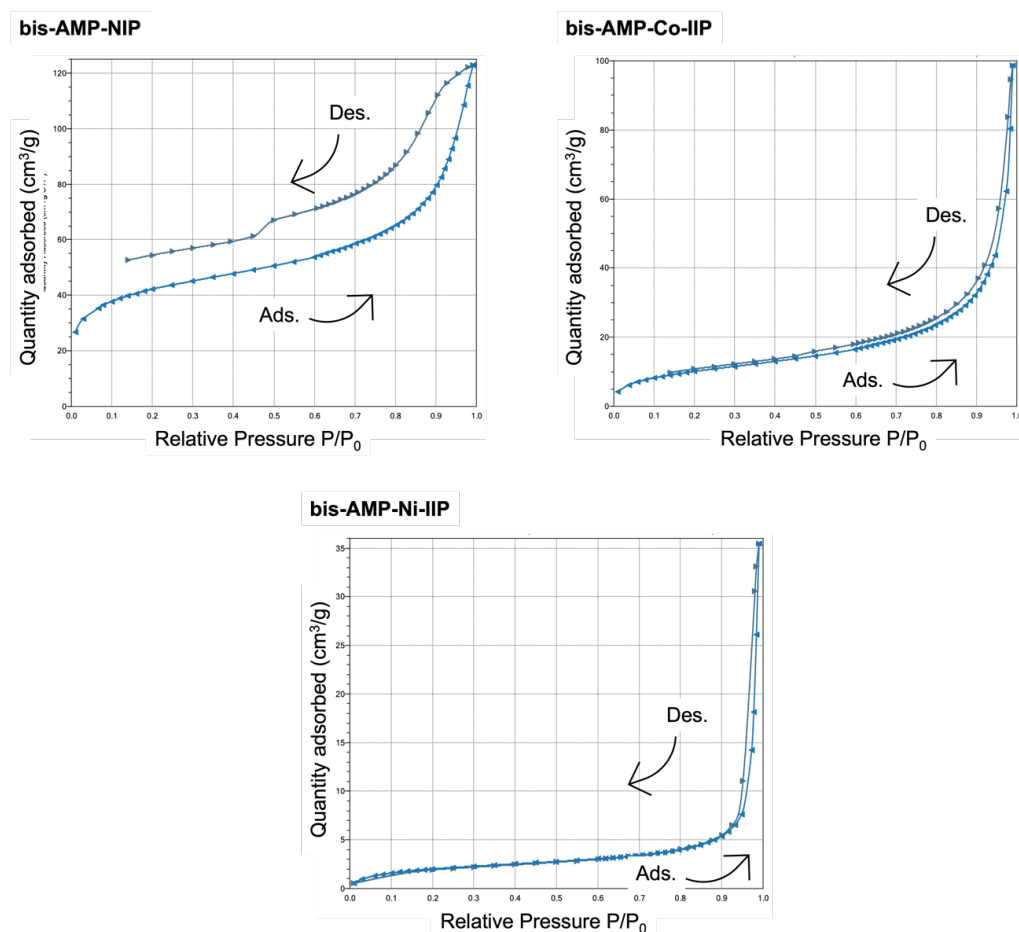 bis-AMP-NIP
Quantity adsorbed (cm³/g)
120
100
80
60
40
20
0
Des.
Ads.
0.0 0.1 0.2 0.3 0.4 0.5 0.6 0.7 0.8 0.9 1.0
Relative Pressure P/P₀
bis-AMP-Co-IIP
Quantity adsorbed (cm³/g)
100
80
60
40
20
0
Des.
Ads.
0.0 0.1 0.2 0.3 0.4 0.5 0.6 0.7 0.8 0.9 1.
Relative Pressure P/P₀
bis-AMP-Ni-IIP
Quantity adsorbed (cm³/g)
35
30
25
20
15
10
5
0
Des.
Ads.
0.0 0.1 0.2 0.3 0.4 0.5 0.6 0.7 0.8 0.9 1.0
Relative Pressure P/P₀